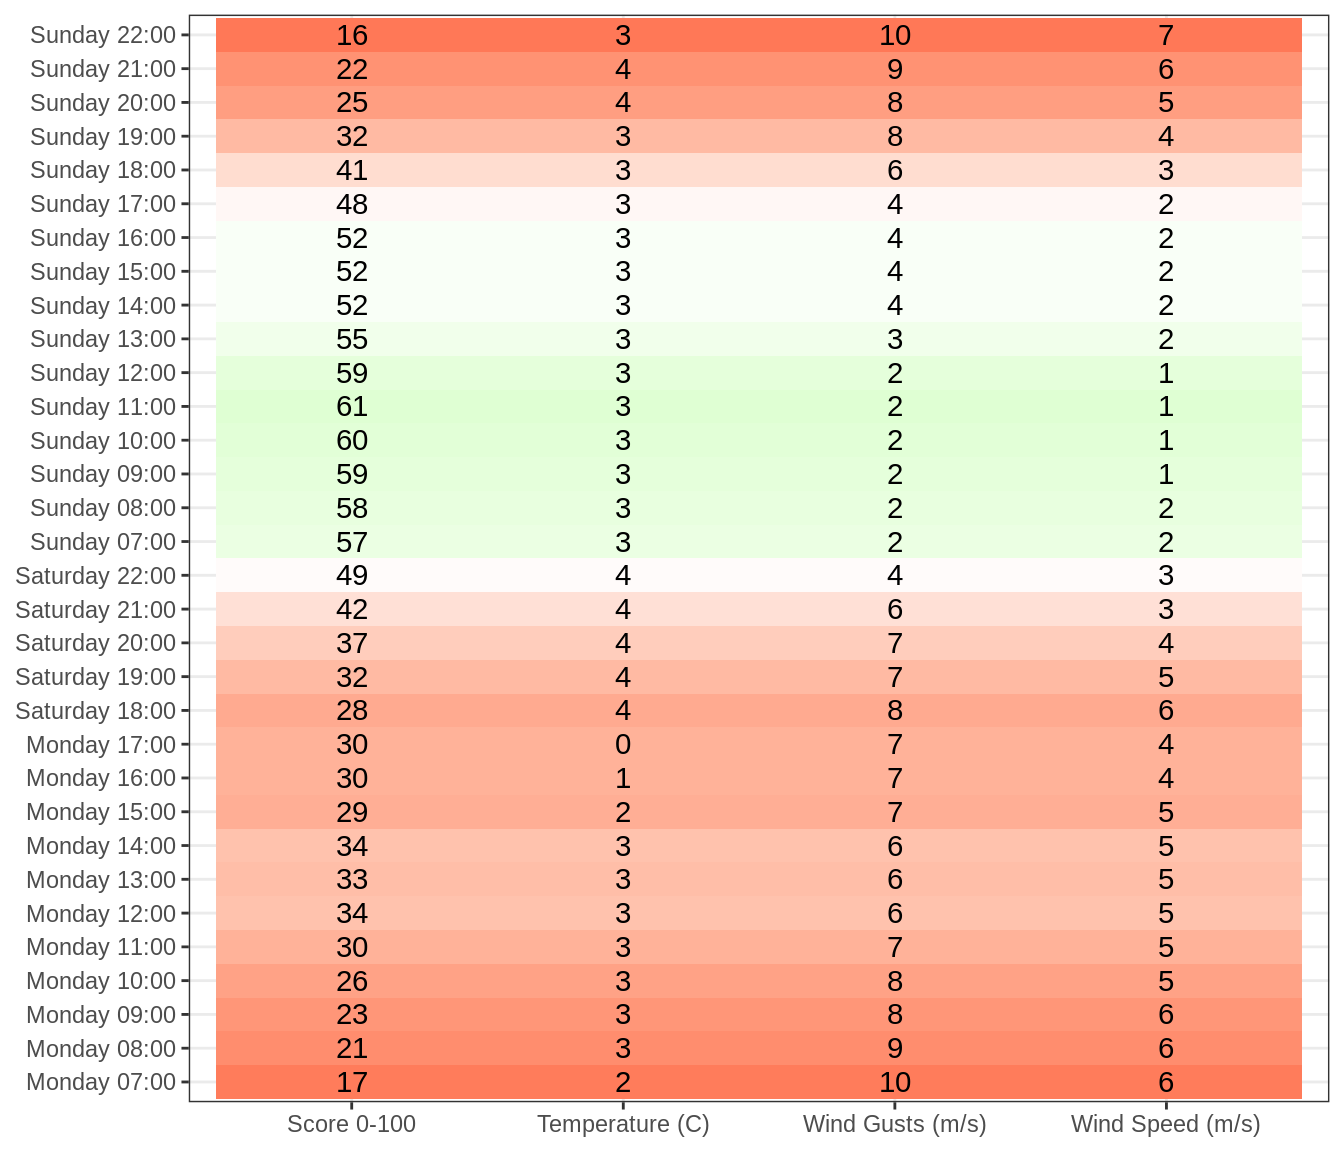 Sunday 22:00 16 3 10 7
Sunday 21:00 22 4 9 6
Sunday 20:00 25 4 8 5
Sunday 19:00 32 3 8 4
Sunday 18:00 41 3 6 3
Sunday 17:00 48 3 4 2
Sunday 16:00 52 3 4 2
Sunday 15:00 52 3 4 2
Sunday 14:00 52 3 4 2
Sunday 13:00 55 3 3 2
Sunday 12:00 59 3 2 1
Sunday 11:00 61 3 2 1
Sunday 10:00 60 3 2 1
Sunday 09:00 59 3 2 1
Sunday 08:00 58 3 2 2
Sunday 07:00 57 3 2 2
Saturday 22:00 49 4 4 3
Saturday 21:00 42 4 6 3
Saturday 20:00 37 4 7 4
Saturday 19:00 32 4 7 5
Saturday 18:00 28 4 8 6
Monday 17:00 30 0 7 4
Monday 16:00 30 1 7 4
Monday 15:00 29 2 7 5
Monday 14:00 34 3 6 5
Monday 13:00 33 3 6 5
Monday 12:00 34 3 6 5
Monday 11:00 30 3 7 5
Monday 10:00 26 3 8 5
Monday 09:00 23 3 8 6
Monday 08:00 21 3 9 6
Monday 07:00 17 2 10 6
Score 0-100 Temperature (C) Wind Gusts (m/s) Wind Speed (m/s)